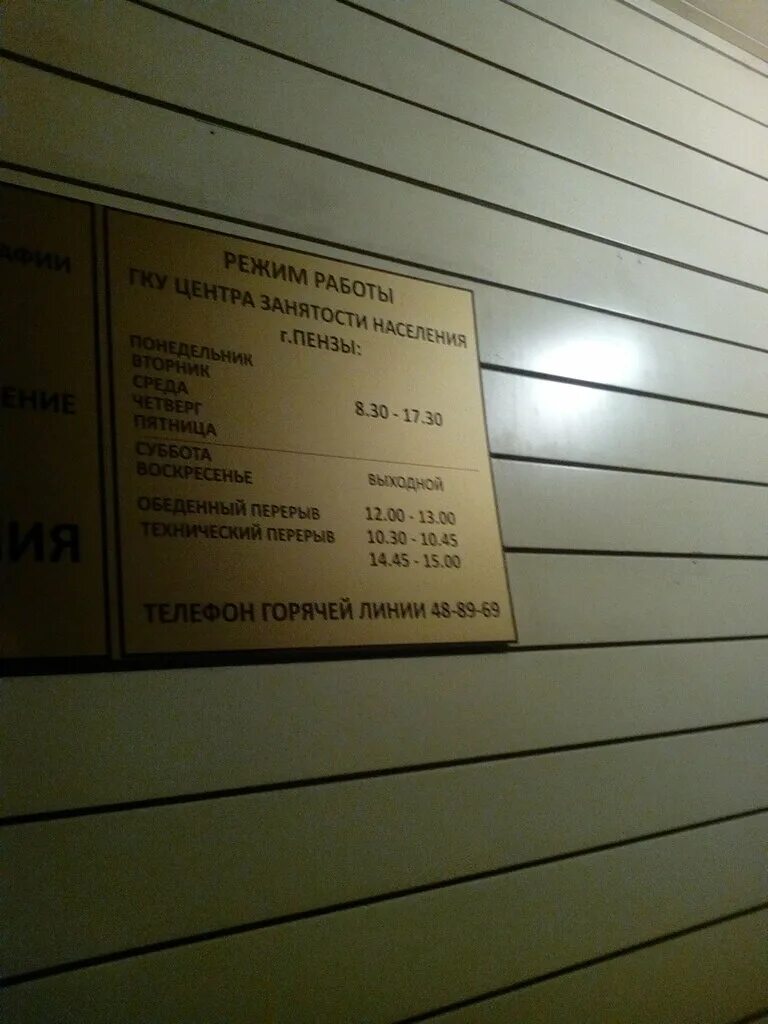 АФИИ
ЕНИЕ
ИЯ
РЕЖИМ РАБОТЫ
ГКУ ЦЕНТРА ЗАНЯТОСТИ НАСЕЛЕНИЯ
г.ПЕНЗЫ:
ПОНЕДЕЛЬНИК
ВТОРНИК
СРЕДА
ЧЕТВЕРГ 8.30 - 17.30
ПЯТНИЦА
СУББОТА
ВОСКРЕСЕНЬЕ ВЫХОДНОЙ
ОБЕДЕННЫЙ ПЕРЕРЫВ 12.00 - 13.00
ТЕХНИЧЕСКИЙ ПЕРЕРЫВ 10.30 - 10.45
14.45 - 15.00
ТЕЛЕФОН ГОРЯЧЕЙ ЛИНИИ 48-89-69